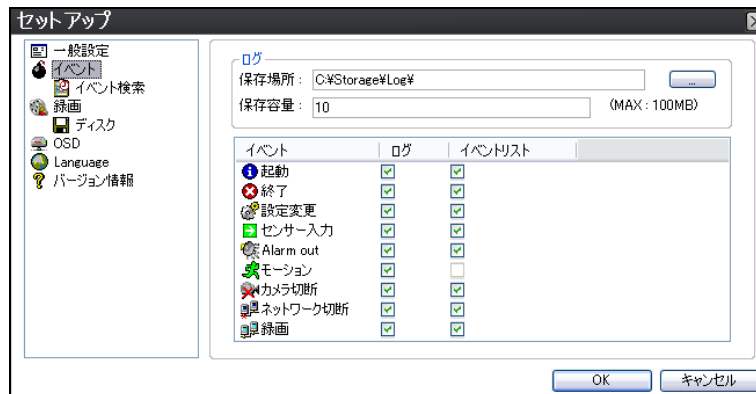 セットアップ
一般設定
イベント
イベント検索
録画
ディスク
OSD
Language
バージョン情報
ログ
保存場所: C:¥Storage¥Log¥ ...
保存容量: 10 (MAX : 100MB)
イベント ログ イベントリスト
起動
終了
設定変更
センサー入力
Alarm out
モーション
カメラ切断
ネットワーク切断
録画
OK キャンセル